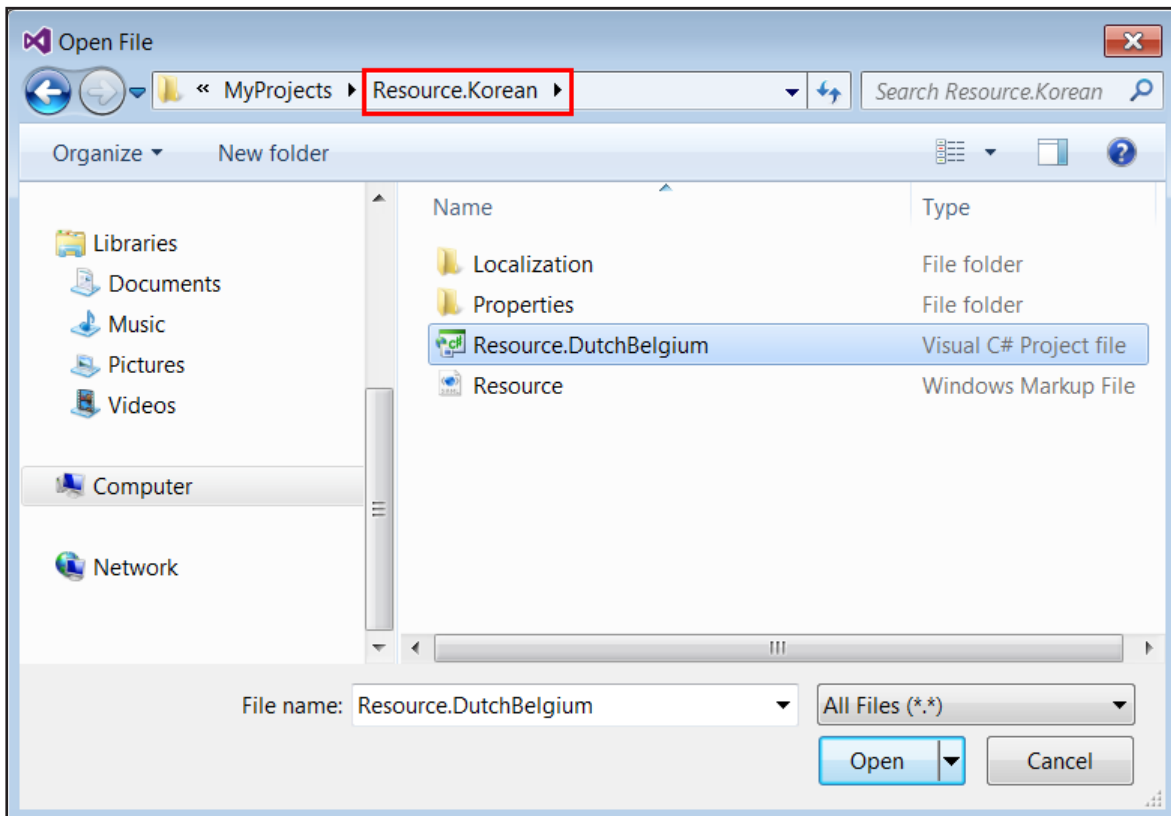 Open File
« MyProjects Resource.Korean Search Resource.Korean
Organize New folder
Name Type
Libraries
Documents
Music
Pictures
Videos
Computer
Network
Localization File folder
Properties File folder
Resource.DutchBelgium Visual C# Project file
Resource Windows Markup File
File name: Resource.DutchBelgium All Files (*.*)
Open Cancel